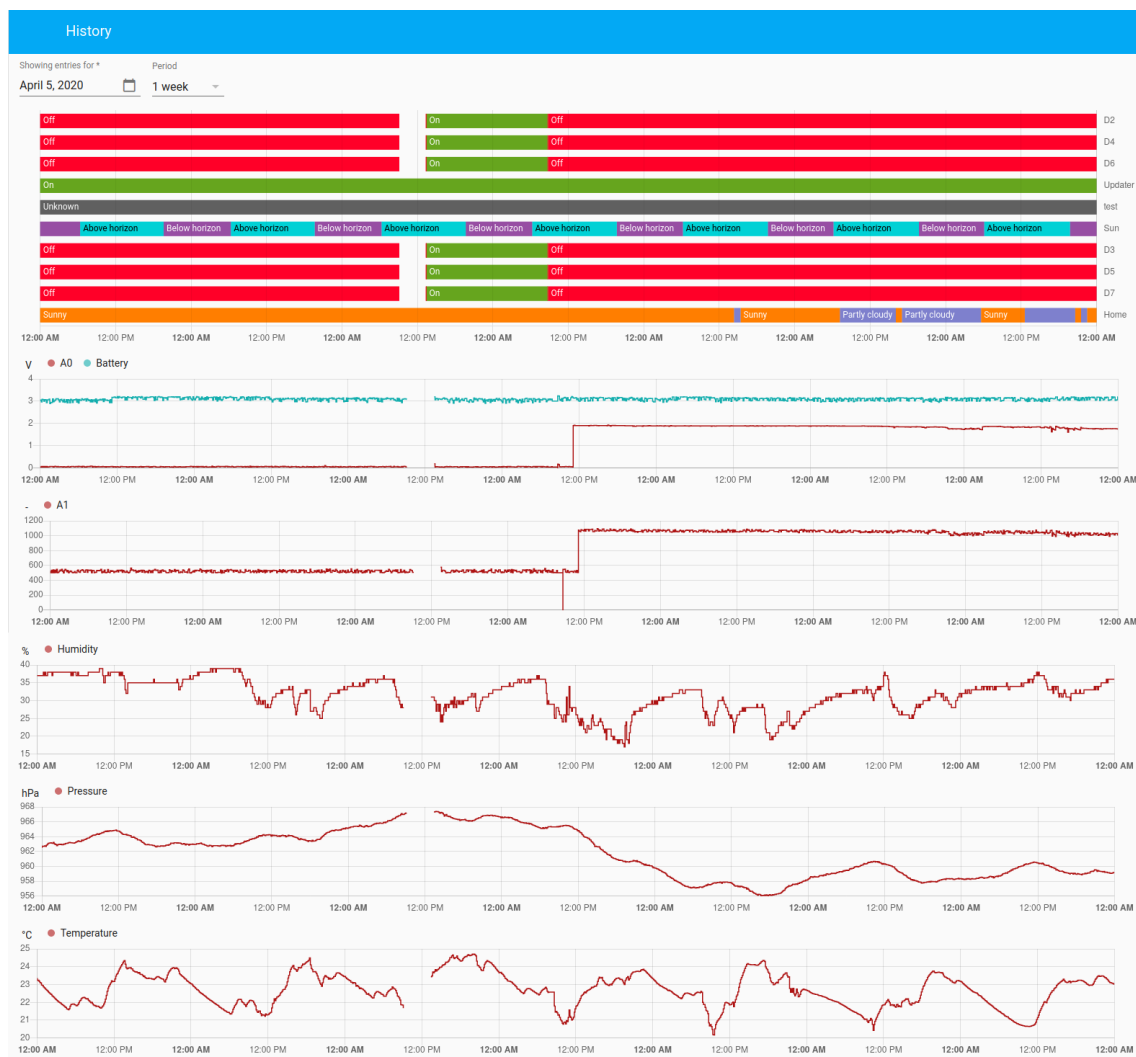 History
Showing entries for *
Period
April 5, 2020
1 week
Off On Off D2
Off On Off D4
Off On Off D6
On Updater
Unknown test
Above horizon Below horizon Above horizon Below horizon Above horizon Below horizon Above horizon Below horizon Above horizon Below horizon Above horizon Below horizon Above horizon Sun
Off On Off D3
Off On Off D5
Off On Off D7
Sunny Sunny Partly cloudy Partly cloudy Sunny Home
12:00 AM 12:00 PM 12:00 AM 12:00 PM 12:00 AM 12:00 PM 12:00 AM 12:00 PM 12:00 AM 12:00 PM 12:00 AM 12:00 PM 12:00 AM 12:00 PM 12:00 AM
V A0 Battery
4
3
2
1
0
12:00 AM 12:00 PM 12:00 AM 12:00 PM 12:00 AM 12:00 PM 12:00 AM 12:00 PM 12:00 AM 12:00 PM 12:00 AM 12:00 PM 12:00 AM 12:00 PM 12:00 AM
- A1
1200
1000
800
600
400
200
0
12:00 AM 12:00 PM 12:00 AM 12:00 PM 12:00 AM 12:00 PM 12:00 AM 12:00 PM 12:00 AM 12:00 PM 12:00 AM 12:00 PM 12:00 AM 12:00 PM 12:00 AM
% Humidity
40
35
30
25
20
15
12:00 AM 12:00 PM 12:00 AM 12:00 PM 12:00 AM 12:00 PM 12:00 AM 12:00 PM 12:00 AM 12:00 PM 12:00 AM 12:00 PM 12:00 AM 12:00 PM 12:00 AM
hPa Pressure
968
966
964
962
960
958
956
12:00 AM 12:00 PM 12:00 AM 12:00 PM 12:00 AM 12:00 PM 12:00 AM 12:00 PM 12:00 AM 12:00 PM 12:00 AM 12:00 PM 12:00 AM 12:00 PM 12:00 AM
°C Temperature
25
24
23
22
21
20
12:00 AM 12:00 PM 12:00 AM 12:00 PM 12:00 AM 12:00 PM 12:00 AM 12:00 PM 12:00 AM 12:00 PM 12:00 AM 12:00 PM 12:00 AM 12:00 PM 12:00 AM